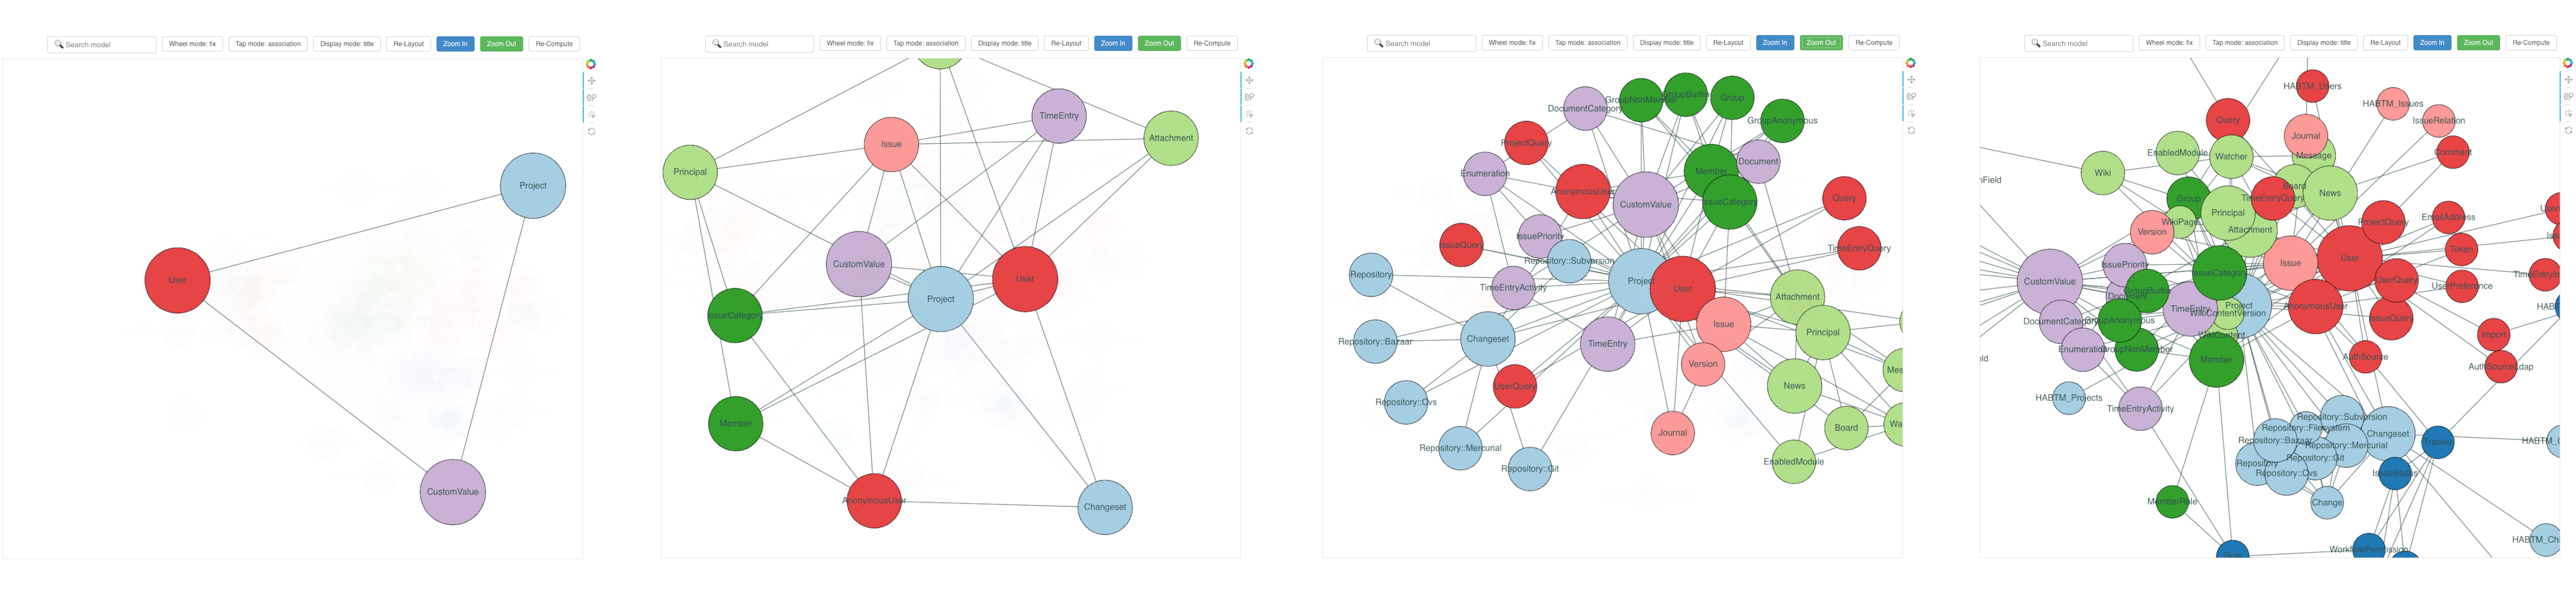 Search model Wheel mode: fix Tap mode: association Display mode: title Re-Layout Zoom In Zoom Out Re-Compute
Project
User
CustomValue
Search model Wheel mode: fix Tap mode: association Display mode: title Re-Layout Zoom In Zoom Out Re-Compute
TimeEntry
Attachment
Issue
Principal
CustomValue
User
Project
IssueCategory
Member
AnonymousUser
Changeset
Search model Wheel mode: fix Tap mode: association Display mode: title Re-Layout Zoom In Zoom Out Re-Compute
GroupBuiltin
Group
GroupNonMember
DocumentCategory
GroupAnonymous
ProjectQuery
Document
Member
Enumeration
AnonymousUser
Query
CustomValue
IssueCategory
IssuePriority
IssueQuery
TimeEntryQuery
Repository::Subversion
Repository
Project
TimeEntryActivity
User
Attachment
Issue
Principal
Changeset
Repository::Bazaar
TimeEntry
Version
Mes
UserQuery
News
Repository::Cvs
Wa
Board
Journal
Repository::Mercurial
EnabledModule
Repository::Git
Search model Wheel mode: fix Tap mode: association Display mode: title Re-Layout Zoom In Zoom Out Re-Compute
HABTM_Users
HABTM_Issues
Query
IssueRelation
Journal
EnabledModule
Comment
Watcher
Message
Wiki
nField
Board
News
Group
TimeEntryQuery
Principal
EmailAddress
WikiPage
ProjectQuery
Version
Attachment
Token
User
Issue
IssuePriority
IssueCategory
TimeEntryIm
CustomValue
UserQuery
UserPreference
GroupBuiltin
Document
Project
AnonymousUser
HABT
TimeEntry
WikiContentVersion
IssueQuery
DocumentCategory
GroupAnonymous
WikiContent
Import
Enumeration
GroupNonMember
AuthSource
Member
AuthSourceLdap
HABTM_Projects
TimeEntryActivity
Repository::Subversion
Repository::Filesystem
Changeset
Repository::Bazaar
Tracker
Repository::Mercurial
Repository::Git
Repository
IssueStatus
Repository::Cvs
MemberRole
Change
HABTM_Ch
WorkflowPermission
Role